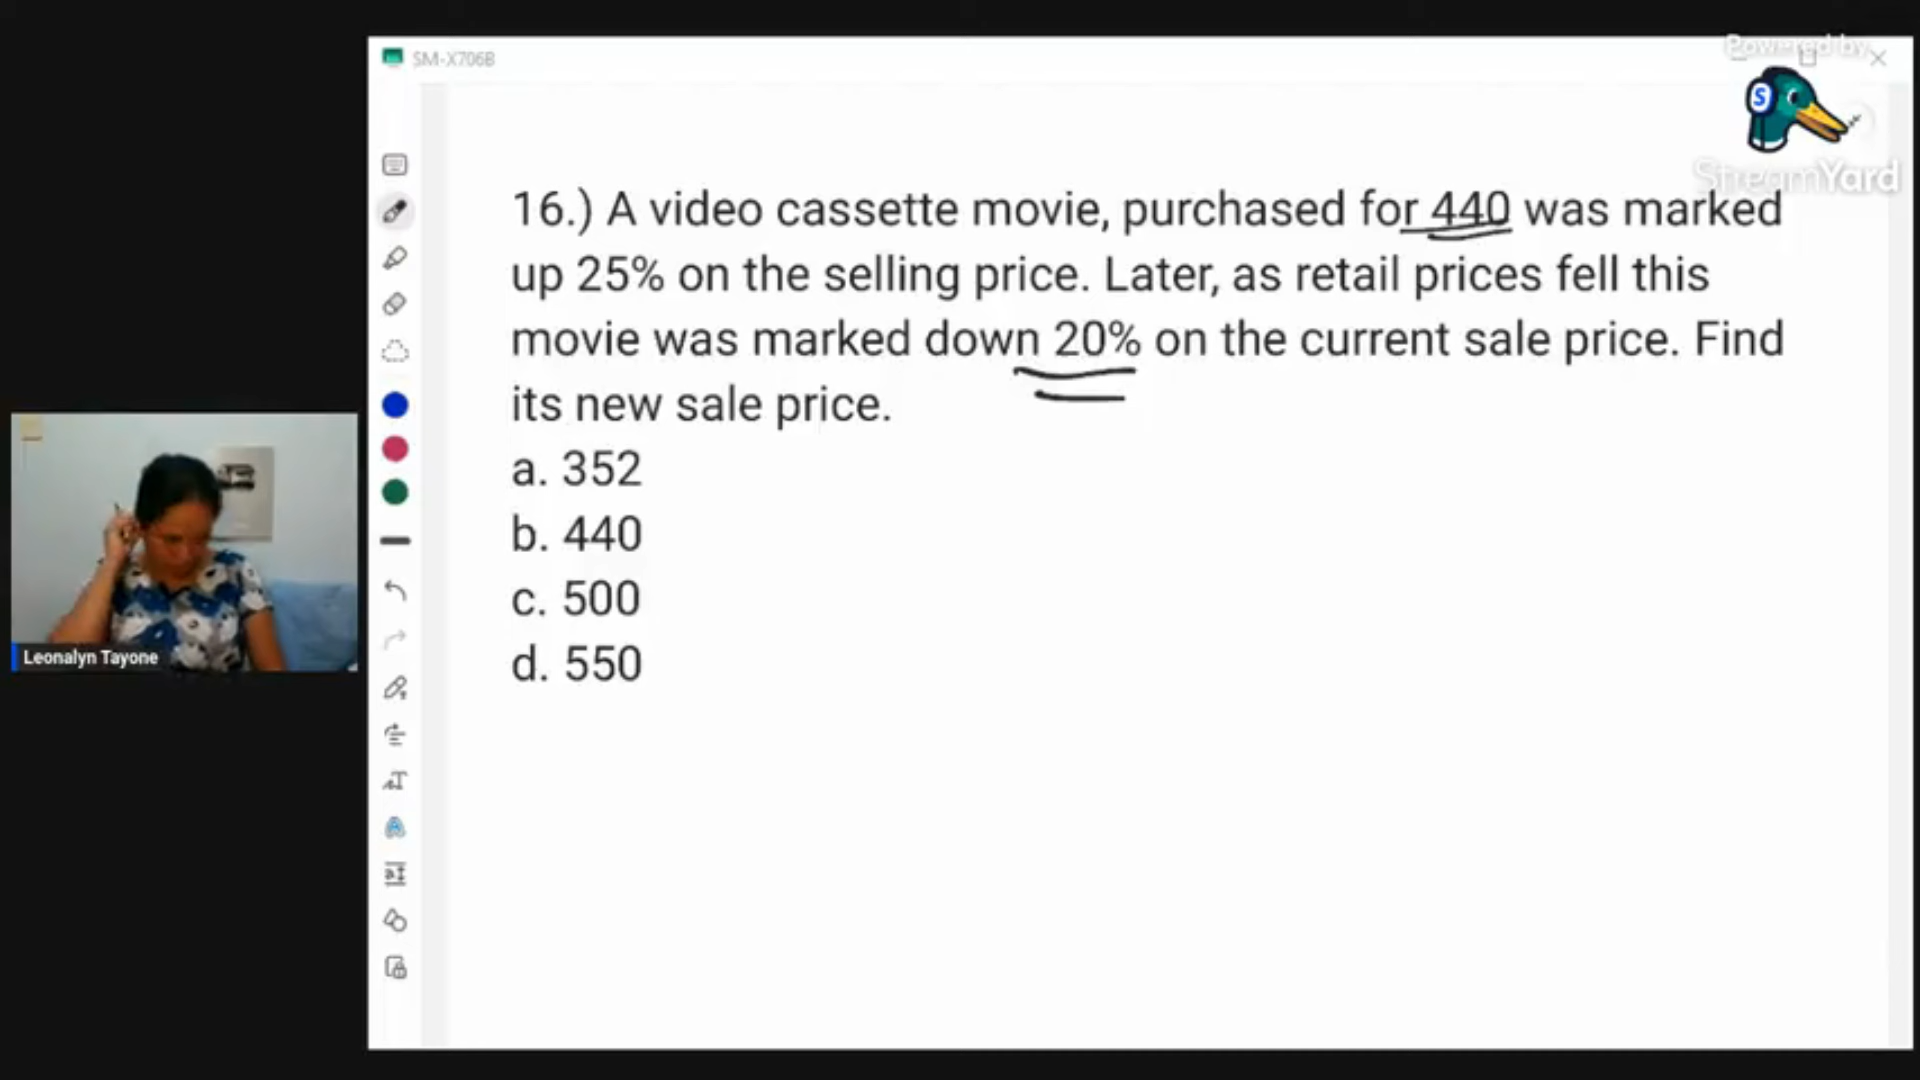 SM-X706B
Powered by
StreamYard
16.) A video cassette movie, purchased for 440 was marked
up 25% on the selling price. Later, as retail prices fell this
movie was marked down 20% on the current sale price. Find
its new sale price.
a. 352
b. 440
c. 500
d. 550
Leonalyn Tayone